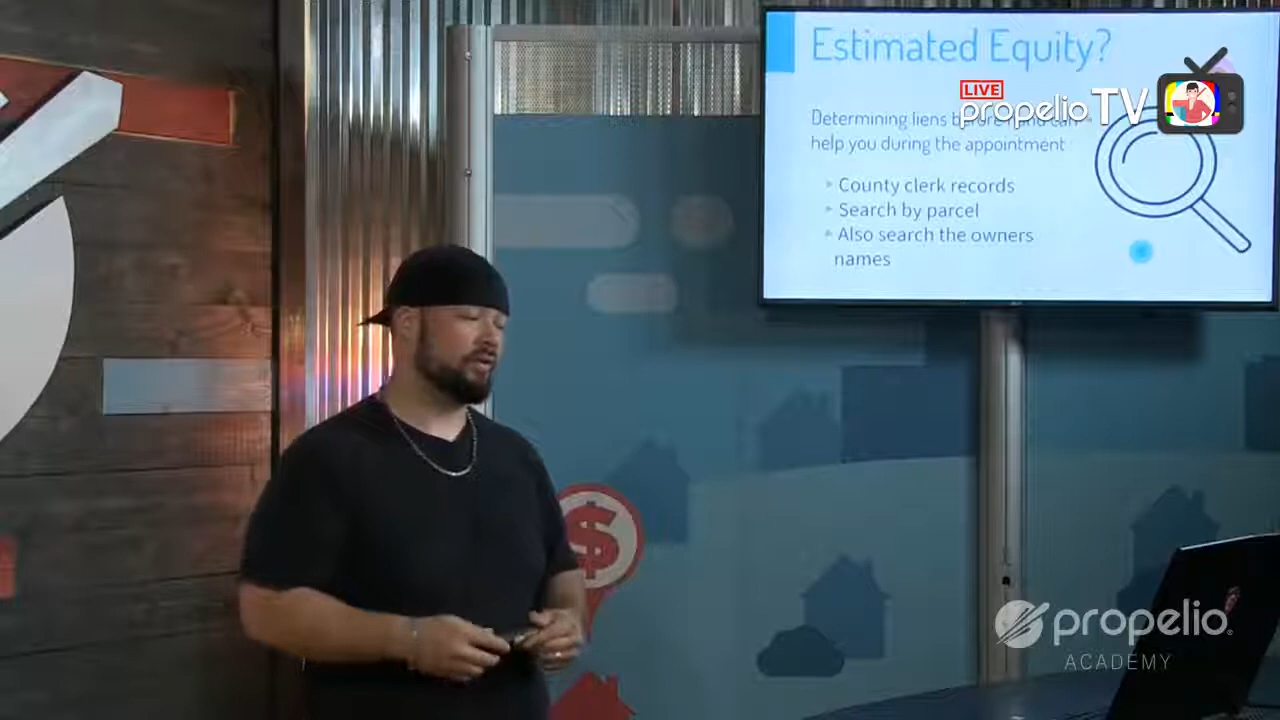 Estimated Equity?
LIVE
propelio TV
Determining liens
help you during the appointment
County clerk records
Search by parcel
Also search the owners
names
$
propelio
ACADEMY